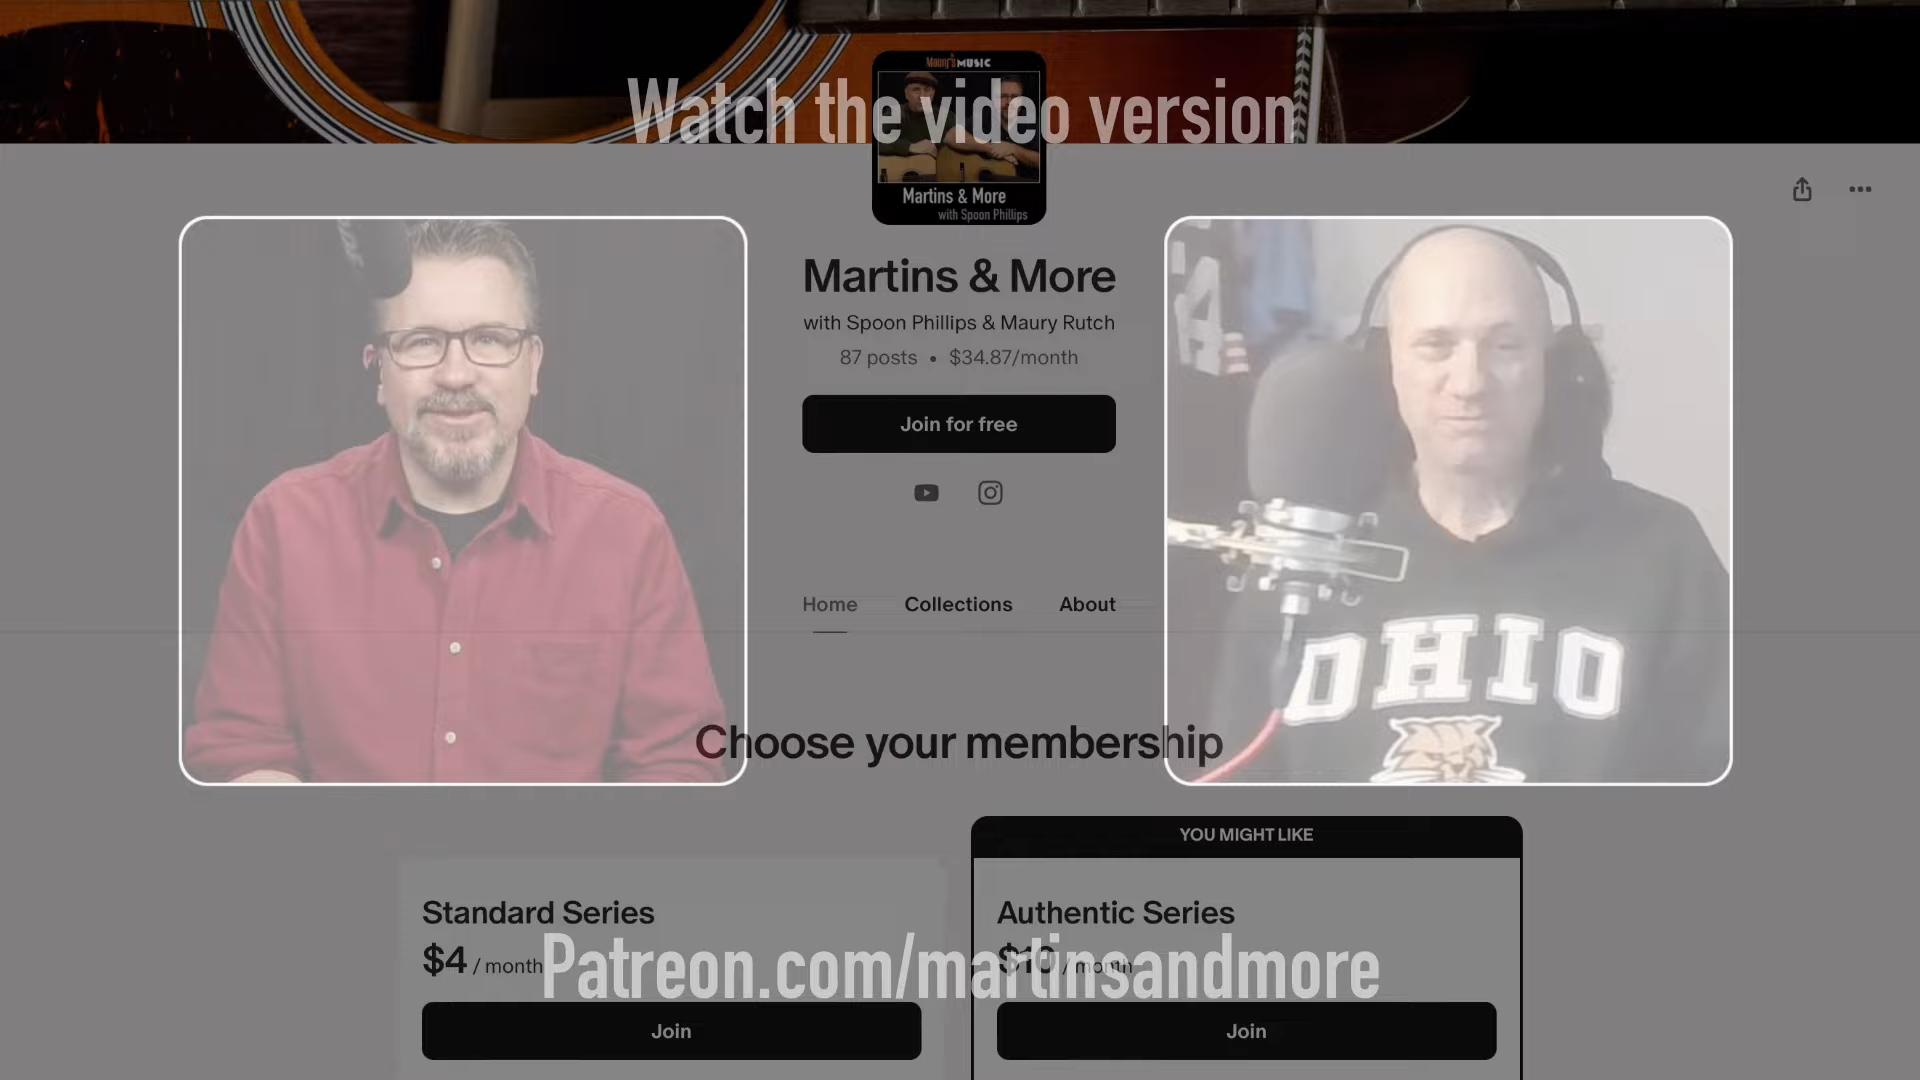 Maury's MUSIC
Watch the video version
Martins & More
with Spoon Phillips
Martins & More
with Spoon Phillips & Maury Rutch
87 posts • $34.87/month
Join for free
Home Collections About
OHIO
Choose your membership
YOU MIGHT LIKE
Standard Series
$4 / month
Authentic Series
$10 / month
Patreon.com/martinsandmore
Join
Join